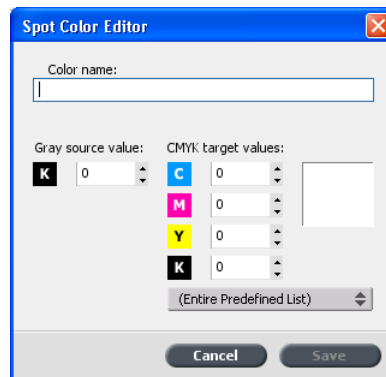 Spot Color Editor
Color name:
Gray source value: CMYK target values:
K 0 C 0
M 0
Y 0
K 0
(Entire Predefined List)
Cancel Save